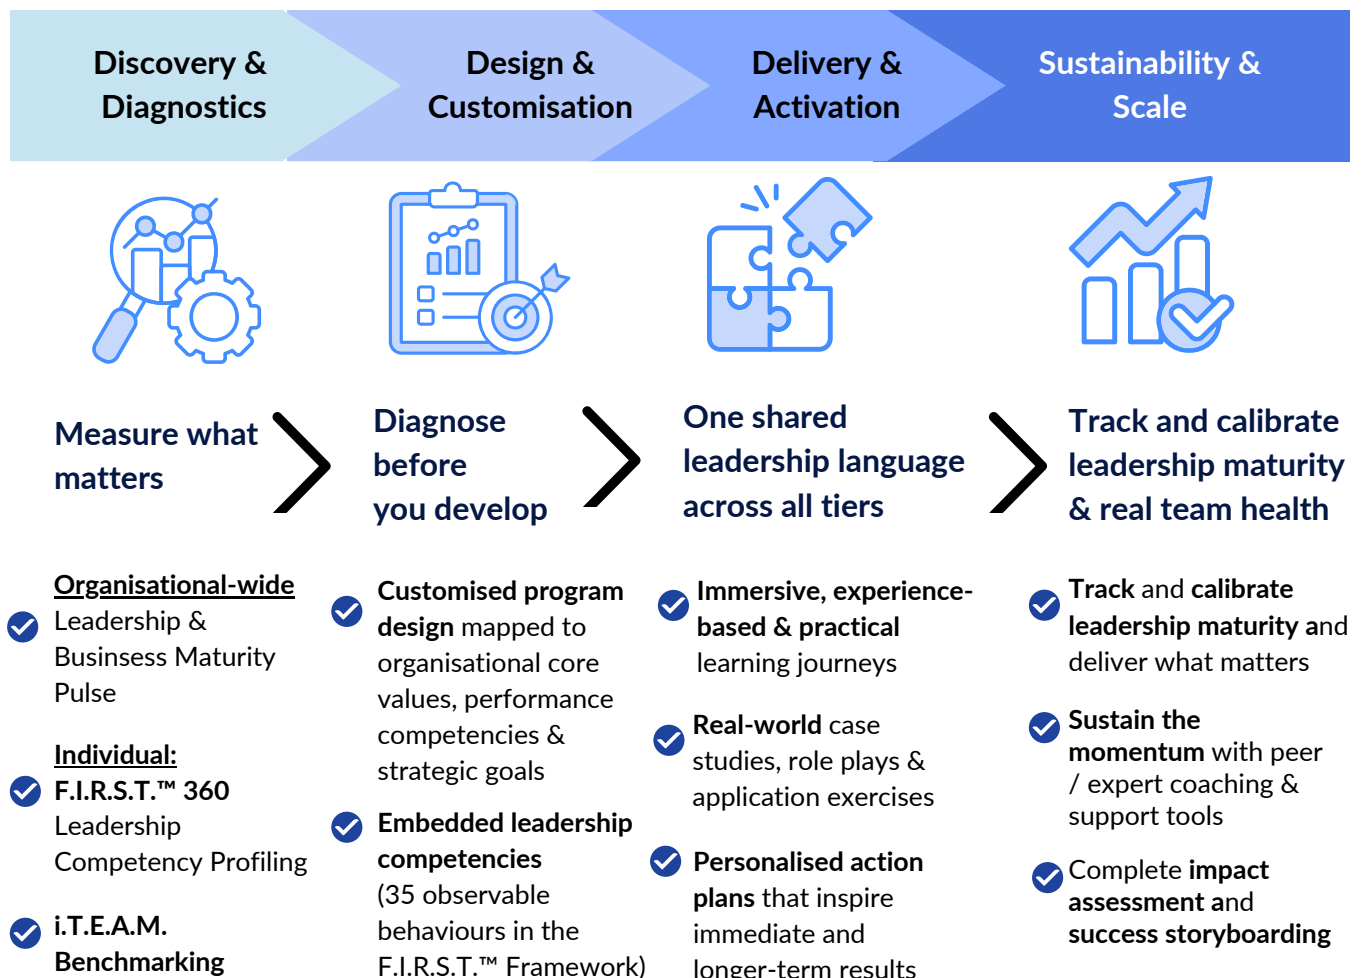 Discovery &
Diagnostics
Design &
Customisation
Delivery &
Activation
Sustainability &
Scale
Measure what
matters
Diagnose
before
you develop
One shared
leadership language
across all tiers
Track and calibrate
leadership maturity
& real team health
Organisational-wide
Leadership &
Businsess Maturity
Pulse
Individual:
F.I.R.S.T.™ 360
Leadership
Competency Profiling
i.T.E.A.M.
Benchmarking
Customised program
design mapped to
organisational core
values, performance
competencies &
strategic goals
Embedded leadership
competencies
(35 observable
behaviours in the
F.I.R.S.T.™ Framework)
Immersive, experience-
based & practical
learning journeys
Real-world case
studies, role plays &
application exercises
Personalised action
plans that inspire
immediate and
longer-term results
Track and calibrate
leadership maturity and
deliver what matters
Sustain the
momentum with peer
/ expert coaching &
support tools
Complete impact
assessment and
success storyboarding